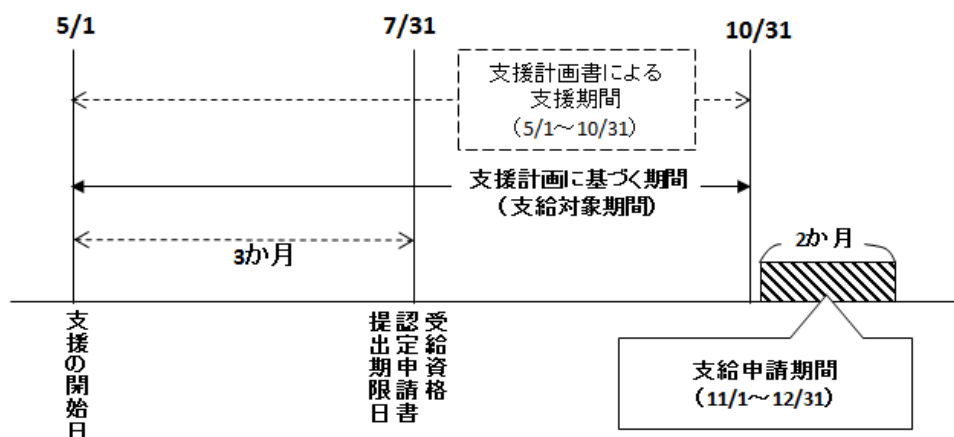 5/1
7/31
10/31
支援計画書による
支援期間
（5/1～10/31）
支援計画に基づく期間
（支給対象期間）
3か月
2か月
支援の開始日
受給資格
認定申請書
提出期限日
支給申請期間
（11/1～12/31）